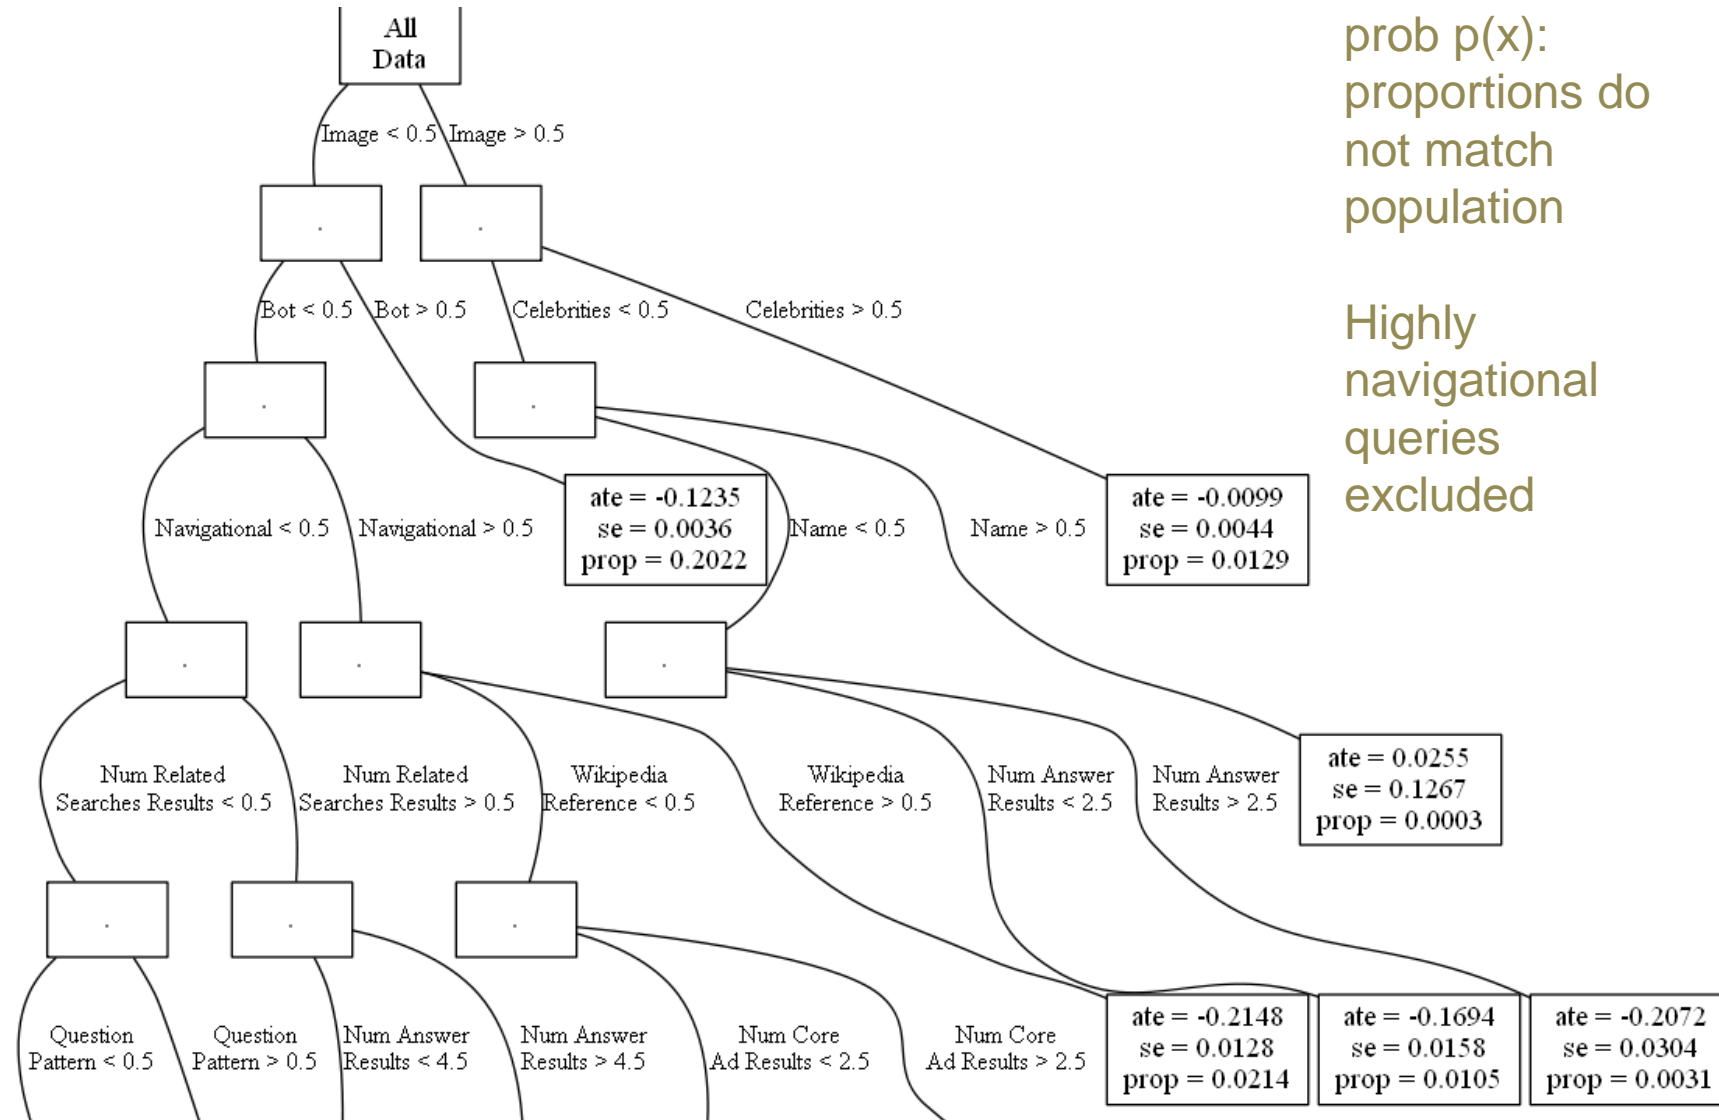 All
Data
prob p(x):
proportions do
not match
population
Highly
navigational
queries
excluded
Image < 0.5
Image > 0.5
.
.
Bot < 0.5
Bot > 0.5
Celebrities < 0.5
Celebrities > 0.5
.
.
ate = -0.1235
se = 0.0036
prop = 0.2022
ate = -0.0099
se = 0.0044
prop = 0.0129
Navigational < 0.5
Navigational > 0.5
Name < 0.5
Name > 0.5
.
.
.
ate = 0.0255
se = 0.1267
prop = 0.0003
Num Related
Searches Results < 0.5
Num Related
Searches Results > 0.5
Wikipedia
Reference < 0.5
Wikipedia
Reference > 0.5
Num Answer
Results < 2.5
Num Answer
Results > 2.5
.
.
.
Question
Pattern < 0.5
Question
Pattern > 0.5
Num Answer
Results < 4.5
Num Answer
Results > 4.5
Num Core
Ad Results < 2.5
Num Core
Ad Results > 2.5
ate = -0.2148
se = 0.0128
prop = 0.0214
ate = -0.1694
se = 0.0158
prop = 0.0105
ate = -0.2072
se = 0.0304
prop = 0.0031